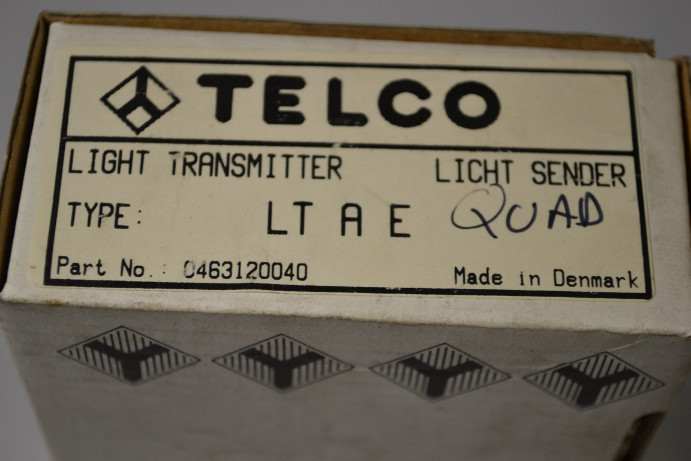 TELCO
LIGHT TRANSMITTER LICHT SENDER
TYPE: LT A E QUAD
Part No.: 0463120040 Made in Denmark